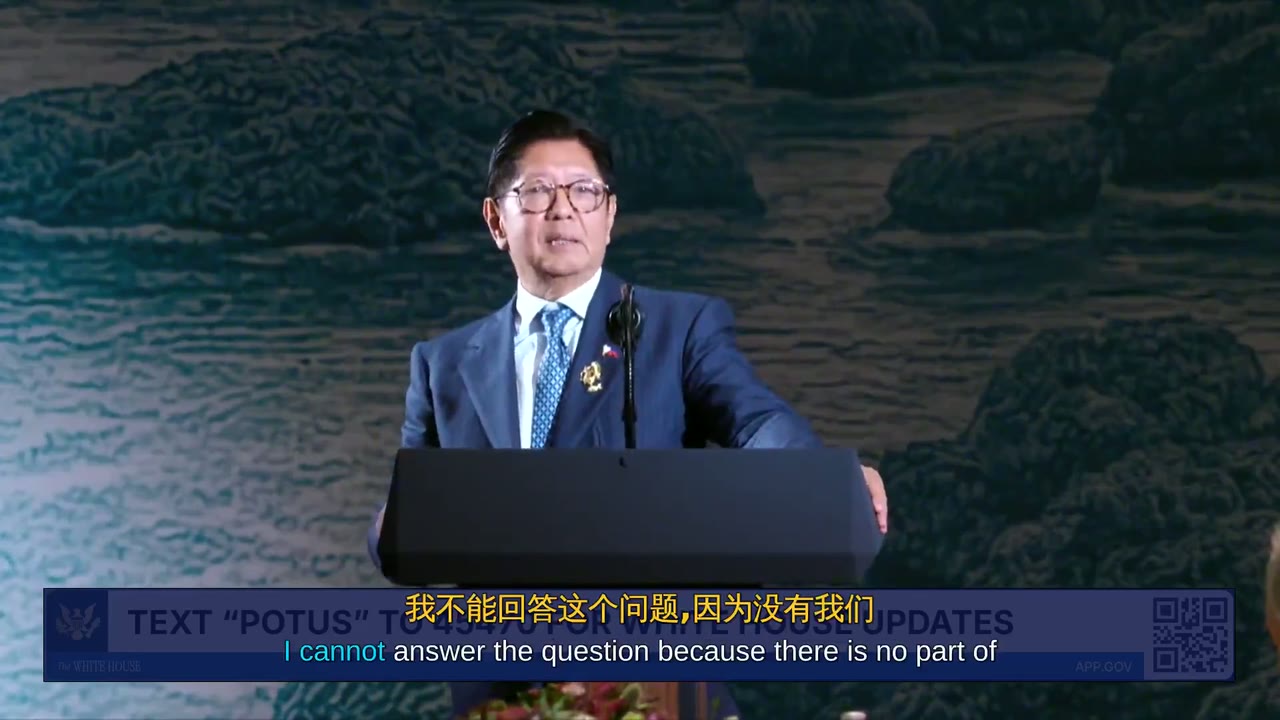 TEXT “POTUS” TO 45470 FOR WHITE HOUSE UPDATES
我不能回答这个问题,因为没有我们
I cannot answer the question because there is no part of
The WHITE HOUSE
APP.GOV